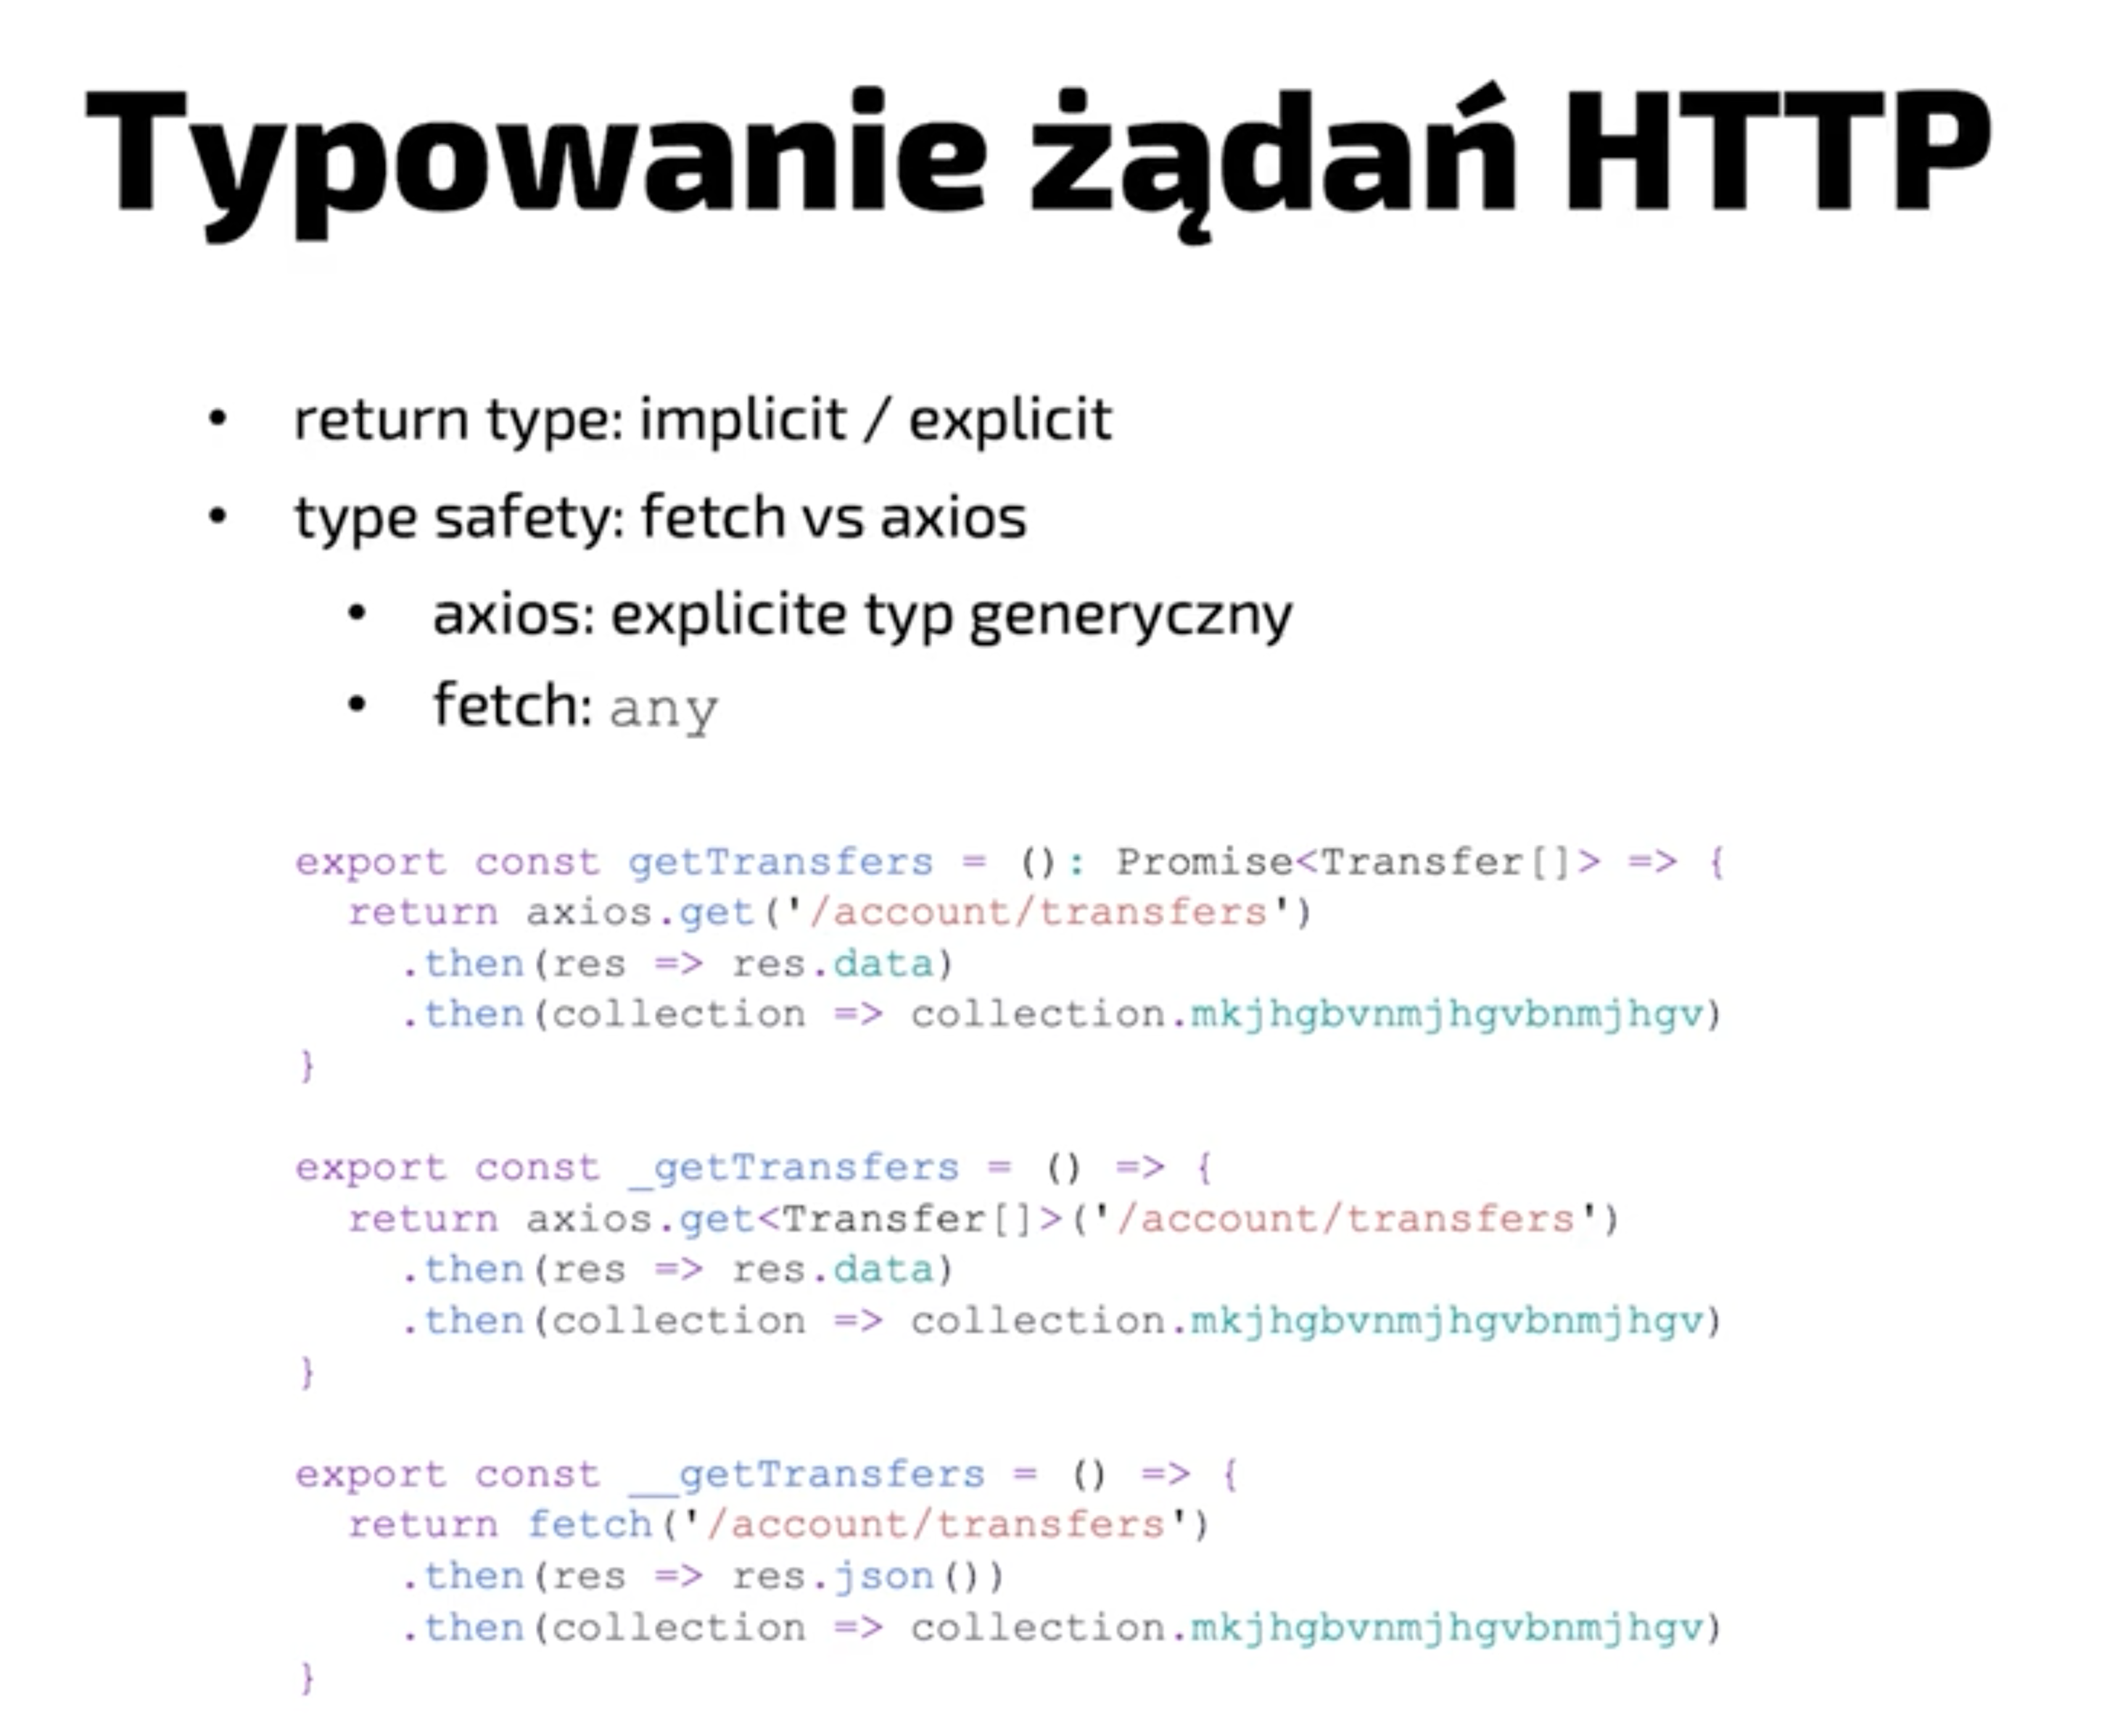 Typowanie żądań HTTP
• return type: implicit / explicit
• type safety: fetch vs axios
• axios: explicite typ generyczny
• fetch: any
export const getTransfers = (): Promise<Transfer[]> => {
return axios.get('/account/transfers')
.then(res => res.data)
.then(collection => collection.mkjhgbvnmjhgvbnmjhgv)
}
export const _getTransfers = () => {
return axios.get<Transfer[]>('/account/transfers')
.then(res => res.data)
.then(collection => collection.mkjhgbvnmjhgvbnmjhgv)
}
export const __getTransfers = () => {
return fetch('/account/transfers')
.then(res => res.json())
.then(collection => collection.mkjhgbvnmjhgvbnmjhgv)
}